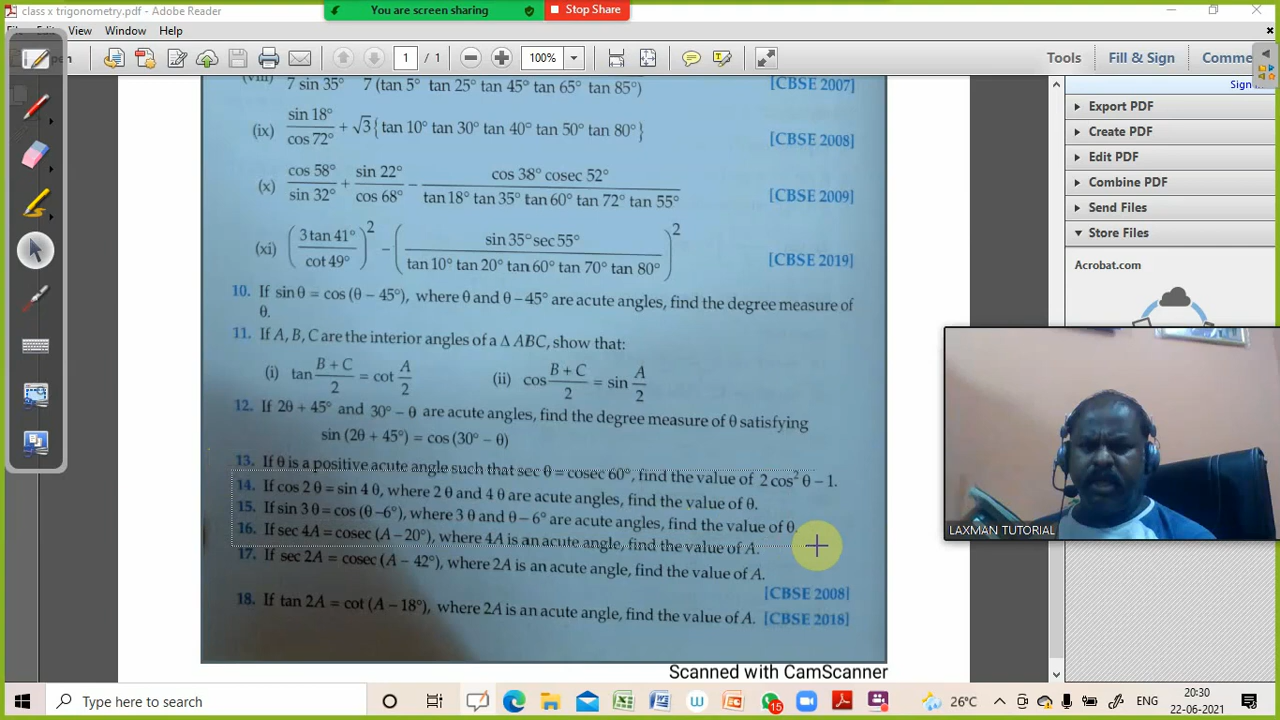 class x trigonometry.pdf - Adobe Reader
You are screen sharing
Stop Share
View Window Help
1 / 1
100%
Tools
Fill & Sign
Comme
Sign
Export PDF
Create PDF
Edit PDF
Combine PDF
Send Files
Store Files
Acrobat.com
7 sin 35° 7 (tan 5° tan 25° tan 45° tan 65° tan 85°) [CBSE 2007]
(ix) sin 18°/cos 72° + √3{tan 10° tan 30° tan 40° tan 50° tan 80°} [CBSE 2008]
(x) cos 58°/sin 32° + sin 22°/cos 68° − cos 38° cosec 52°/tan 18° tan 35° tan 60° tan 72° tan 55° [CBSE 2009]
(xi) (3 tan 41°/cot 49°)² − (sin 35° sec 55°/tan 10° tan 20° tan 60° tan 70° tan 80°)² [CBSE 2019]
10. If sin θ = cos (θ − 45°), where θ and θ − 45° are acute angles, find the degree measure of
θ.
11. If A, B, C are the interior angles of a Δ ABC, show that:
(i) tan B + C/2 = cot A/2 (ii) cos B + C/2 = sin A/2
12. If 2θ + 45° and 30° − θ are acute angles, find the degree measure of θ satisfying
sin (2θ + 45°) = cos (30° − θ)
13. If θ is a positive acute angle such that sec θ = cosec 60°, find the value of 2 cos² θ − 1.
14. If cos 2 θ = sin 4 θ, where 2 θ and 4 θ are acute angles, find the value of θ.
15. If sin 3 θ = cos (θ −6°), where 3 θ and θ − 6° are acute angles, find the value of θ.
16. If sec 4A = cosec (A −20°), where 4A is an acute angle, find the value of A.
17. If sec 2A = cosec (A − 42°), where 2A is an acute angle, find the value of A.
[CBSE 2008]
18. If tan 2A = cot (A − 18°), where 2A is an acute angle, find the value of A. [CBSE 2018]
Scanned with CamScanner
LAXMAN TUTORIAL
Type here to search
15
26°C
ENG
20:30
22-06-2021